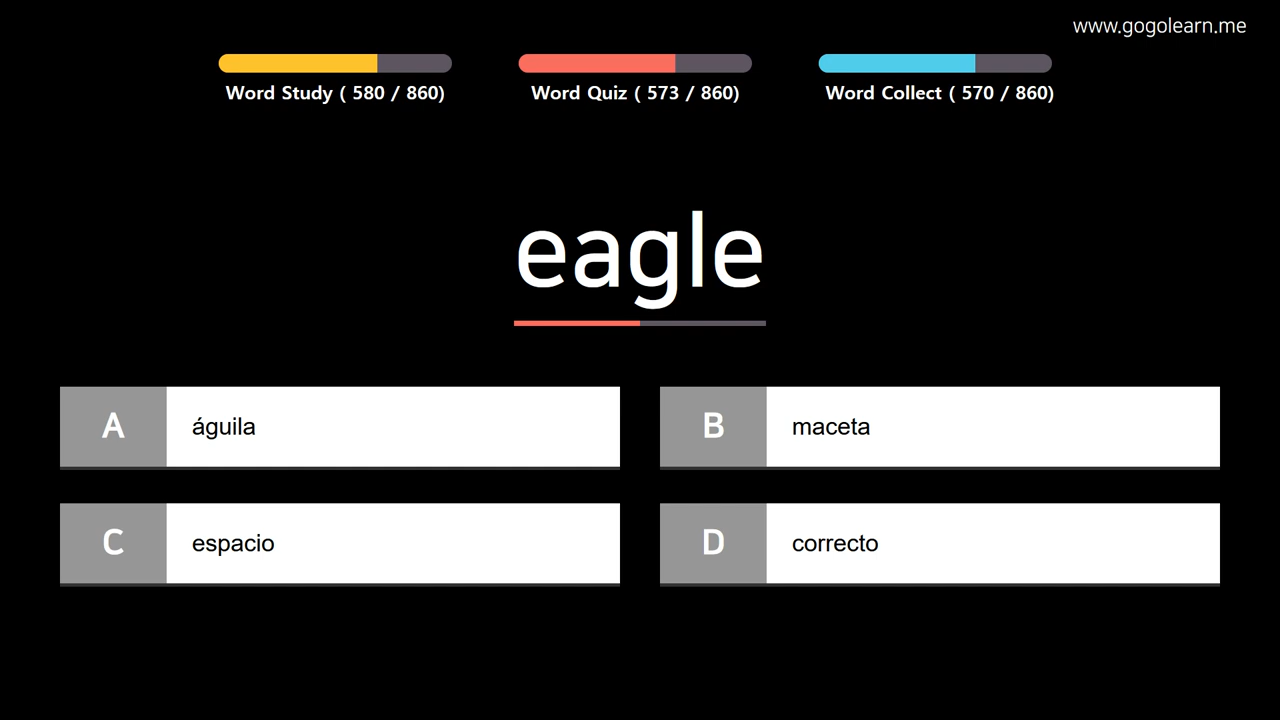 www.gogolearn.me
Word Study ( 580 / 860)
Word Quiz ( 573 / 860)
Word Collect ( 570 / 860)
eagle
A águila
B maceta
C espacio
D correcto